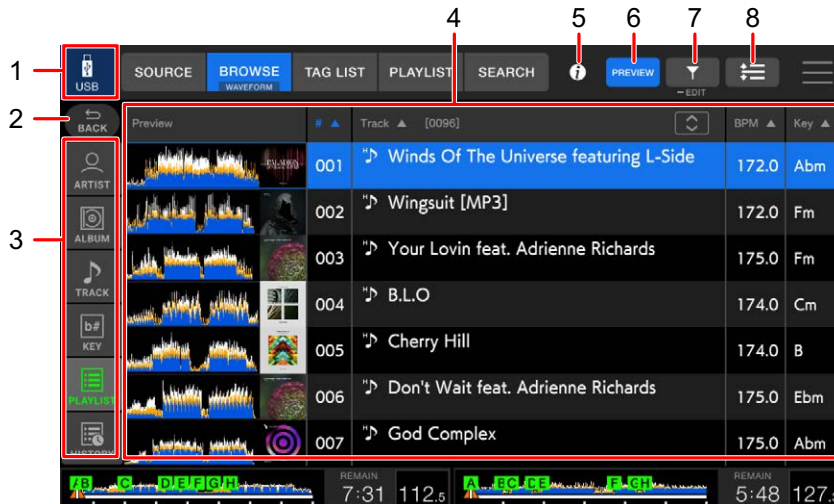 4 5 6 7 8
1 USB SOURCE BROWSE TAG LIST PLAYLIST SEARCH i PREVIEW
WAVEFORM EDIT
2 BACK Preview # Track [0096] BPM Key
001 Winds Of The Universe featuring L-Side 172.0 Abm
ARTIST
002 Wingsuit [MP3] 172.0 Fm
ALBUM
3 003 Your Lovin feat. Adrienne Richards 175.0 Fm
TRACK
004 B.L.O 174.0 Cm
b# KEY
005 Cherry Hill 174.0 B
PLAYLIST
006 Don't Wait feat. Adrienne Richards 175.0 Ebm
HISTORY
007 God Complex 175.0 Abm
A B C D E F G H REMAIN A B C D E F G H REMAIN
7:31 112.5 5:48 127.